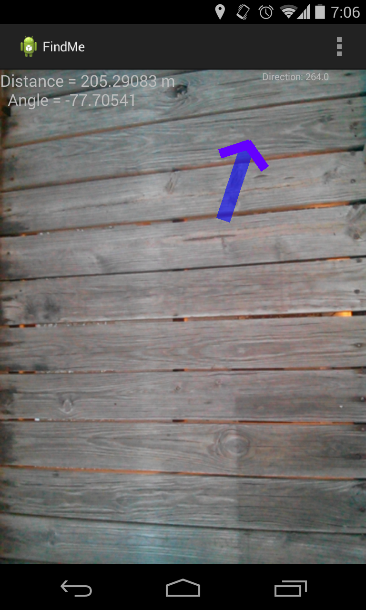 7:06
FindMe
Distance = 205.29083 m
Direction: 264.0
Angle = -77.70541